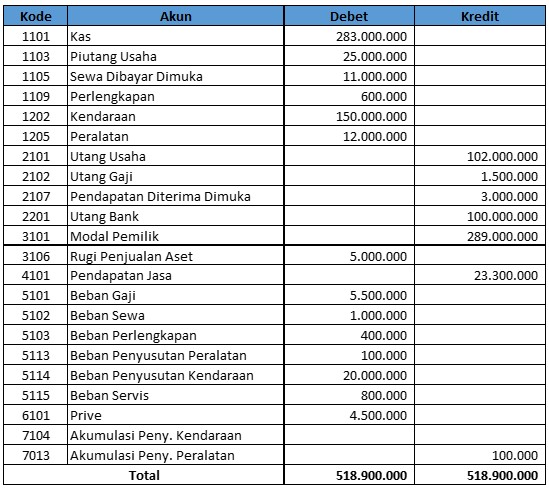 Kode Akun Debet Kredit
1101 Kas 283.000.000
1103 Piutang Usaha 25.000.000
1105 Sewa Dibayar Dimuka 11.000.000
1109 Perlengkapan 600.000
1202 Kendaraan 150.000.000
1205 Peralatan 12.000.000
2101 Utang Usaha 102.000.000
2102 Utang Gaji 1.500.000
2107 Pendapatan Diterima Dimuka 3.000.000
2201 Utang Bank 100.000.000
3101 Modal Pemilik 289.000.000
3106 Rugi Penjualan Aset 5.000.000
4101 Pendapatan Jasa 23.300.000
5101 Beban Gaji 5.500.000
5102 Beban Sewa 1.000.000
5103 Beban Perlengkapan 400.000
5113 Beban Penyusutan Peralatan 100.000
5114 Beban Penyusutan Kendaraan 20.000.000
5115 Beban Servis 800.000
6101 Prive 4.500.000
7104 Akumulasi Peny. Kendaraan
7013 Akumulasi Peny. Peralatan 100.000
Total 518.900.000 518.900.000